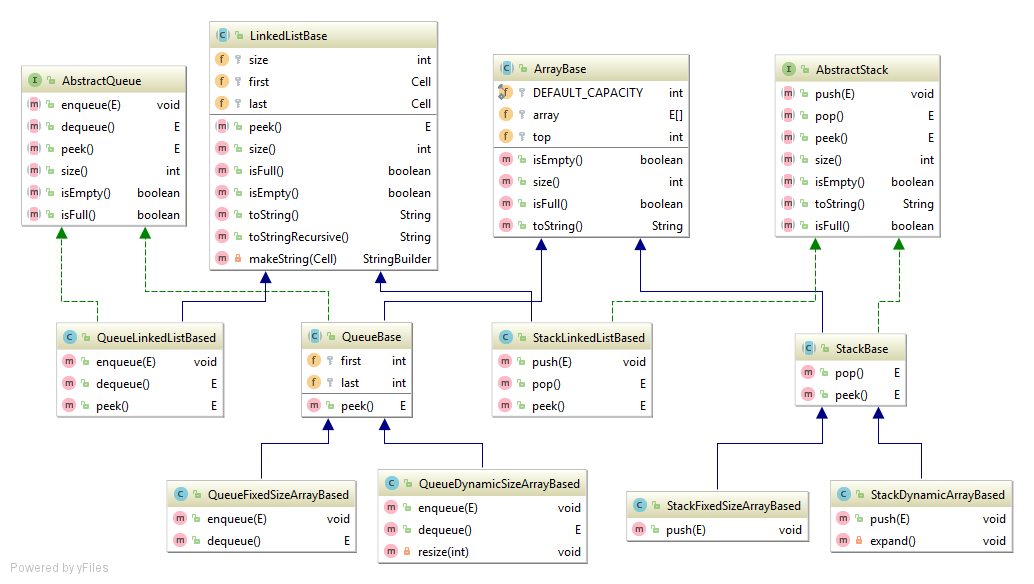 LinkedListBase
size int
first Cell
last Cell
peek() E
size() int
isFull() boolean
isEmpty() boolean
toString() String
toStringRecursive() String
makeString(Cell) StringBuilder
AbstractQueue
enqueue(E) void
dequeue() E
peek() E
size() int
isEmpty() boolean
isFull() boolean
ArrayBase
DEFAULT_CAPACITY int
array E[]
top int
isEmpty() boolean
size() int
isFull() boolean
toString() String
AbstractStack
push(E) void
pop() E
peek() E
size() int
isEmpty() boolean
toString() String
isFull() boolean
QueueLinkedListBased
enqueue(E) void
dequeue() E
peek() E
QueueBase
first int
last int
peek() E
StackLinkedListBased
push(E) void
pop() E
peek() E
StackBase
pop() E
peek() E
QueueFixedSizeArrayBased
enqueue(E) void
dequeue() E
QueueDynamicSizeArrayBased
enqueue(E) void
dequeue() E
resize(int) void
StackFixedSizeArrayBased
push(E) void
StackDynamicArrayBased
push(E) void
expand() void
Powered by yFiles